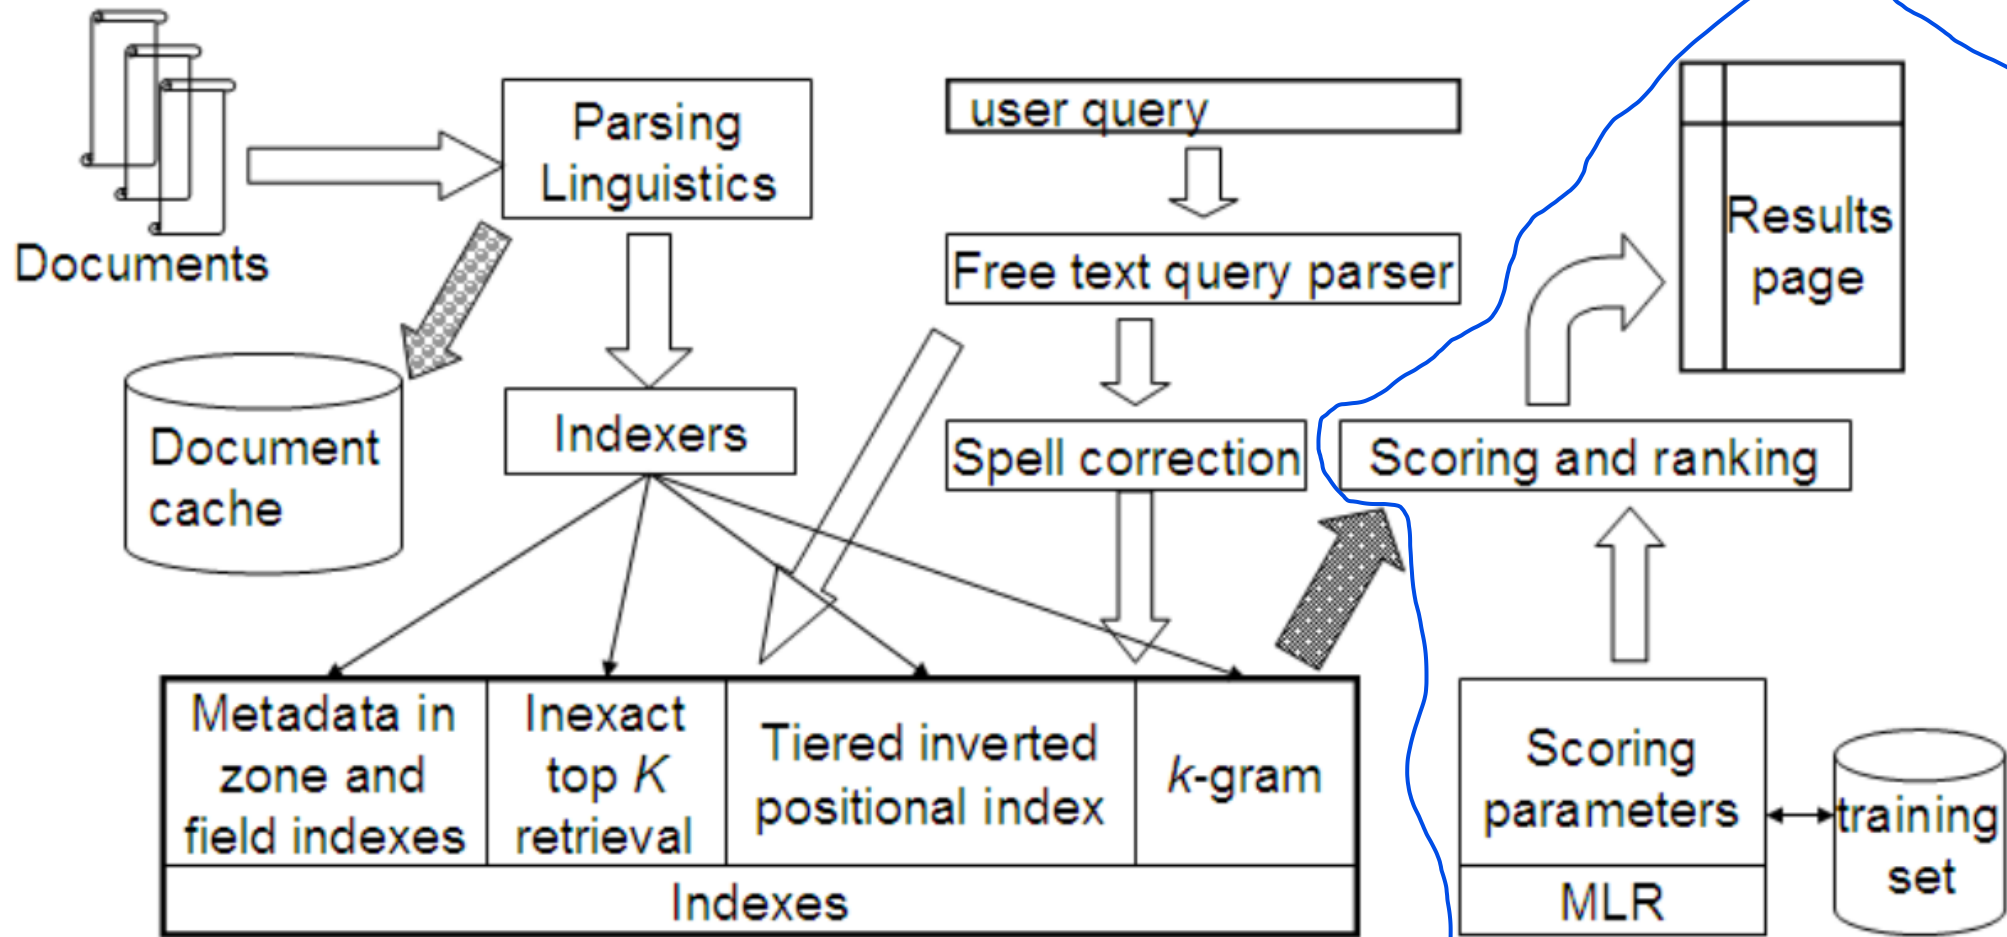 Documents
Parsing
Linguistics
Document
cache
Indexers
user query
Free text query parser
Spell correction
Scoring and ranking
Results
page
Metadata in
zone and
field indexes
Inexact
top K
retrieval
Tiered inverted
positional index
k-gram
Indexes
Scoring
parameters
MLR
training
set